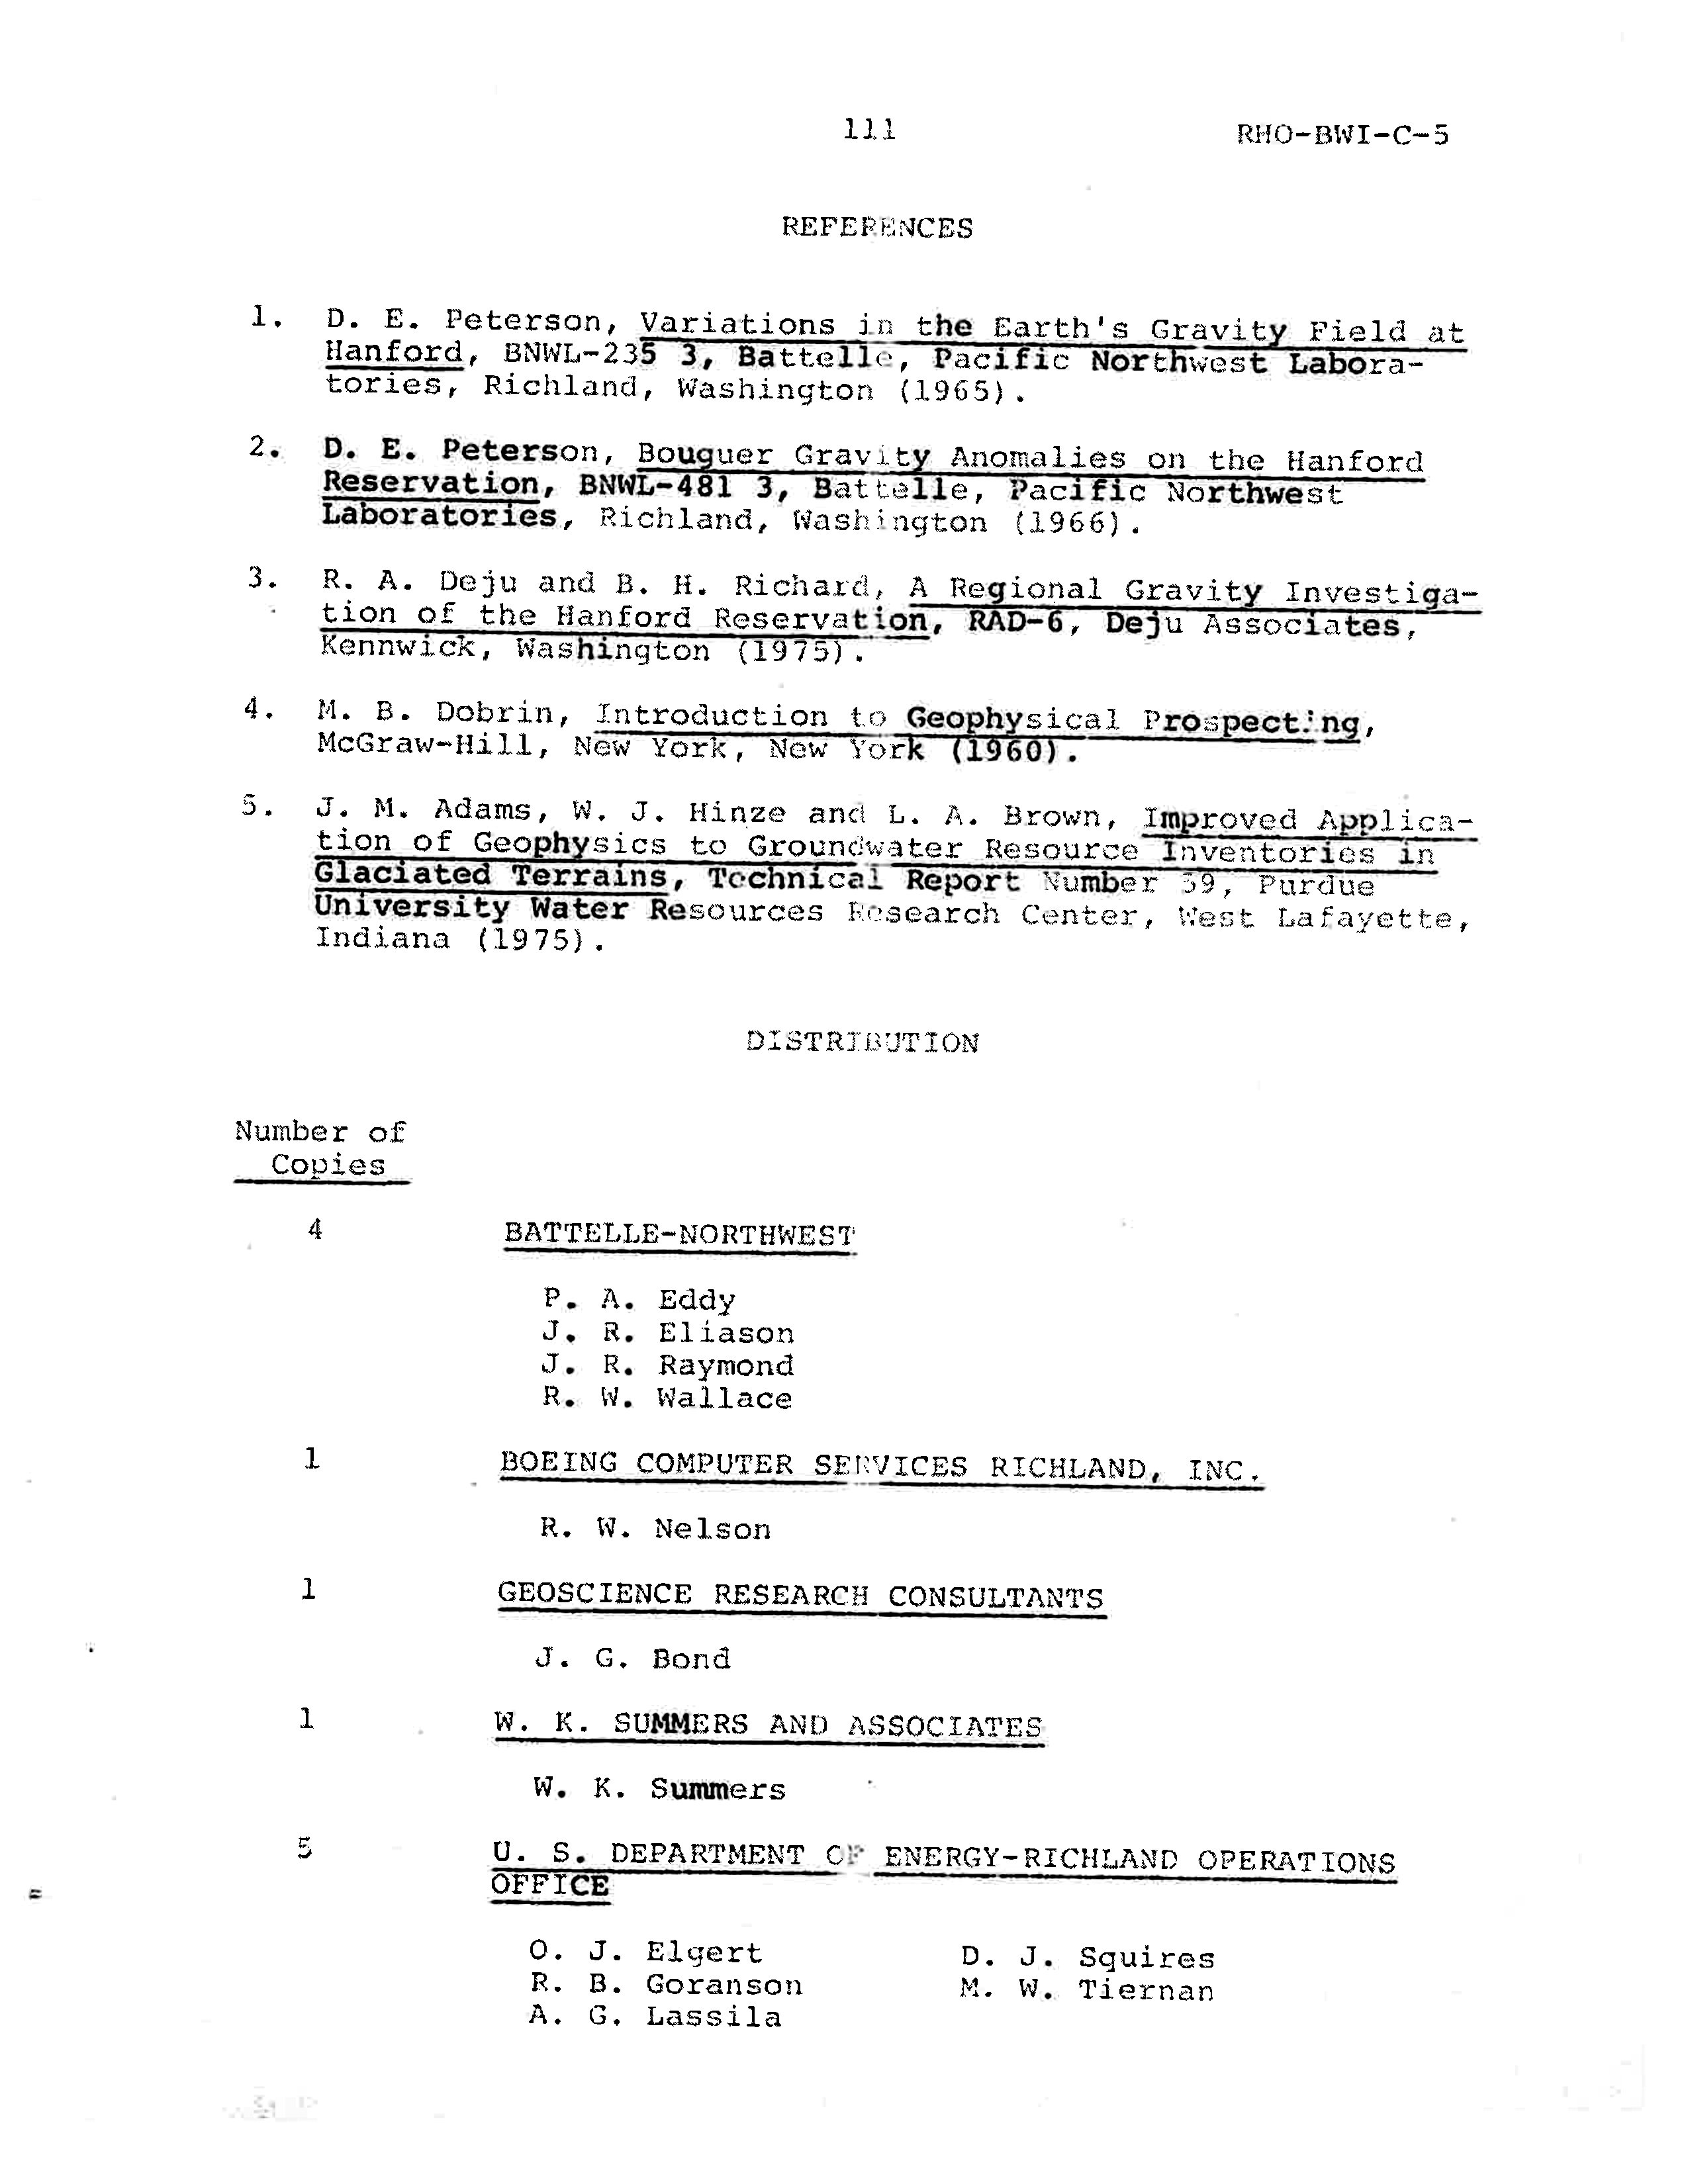 111
RHO-BWI-C-5
REFERENCES
1. D. E. Peterson, Variations in the Earth's Gravity Field at
Hanford, BNWL-235 3, Battelle, Pacific Northwest Labora-
tories, Richland, Washington (1965).
2. D. E. Peterson, Bouguer Gravity Anomalies on the Hanford
Reservation, BNWL-481 3, Battelle, Pacific Northwest
Laboratories, Richland, Washington (1966).
3. R. A. Deju and B. H. Richard, A Regional Gravity Investiga-
tion of the Hanford Reservation, RAD-6, Deju Associates,
Kennwick, Washington (1975).
4. M. B. Dobrin, Introduction to Geophysical Prospecting,
McGraw-Hill, New York, New York (1960).
5. J. M. Adams, W. J. Hinze and L. A. Brown, Improved Applica-
tion of Geophysics to Groundwater Resource Inventories in
Glaciated Terrains, Technical Report Number 59, Purdue
University Water Resources Research Center, West Lafayette,
Indiana (1975).
DISTRIBUTION
Number of
Copies
4 BATTELLE-NORTHWEST
P. A. Eddy
J. R. Eliason
J. R. Raymond
R. W. Wallace
1 BOEING COMPUTER SERVICES RICHLAND, INC.
R. W. Nelson
1 GEOSCIENCE RESEARCH CONSULTANTS
J. G. Bond
1 W. K. SUMMERS AND ASSOCIATES
W. K. Summers
5 U. S. DEPARTMENT OF ENERGY-RICHLAND OPERATIONS
OFFICE
O. J. Elgert D. J. Squires
R. B. Goranson M. W. Tiernan
A. G. Lassila